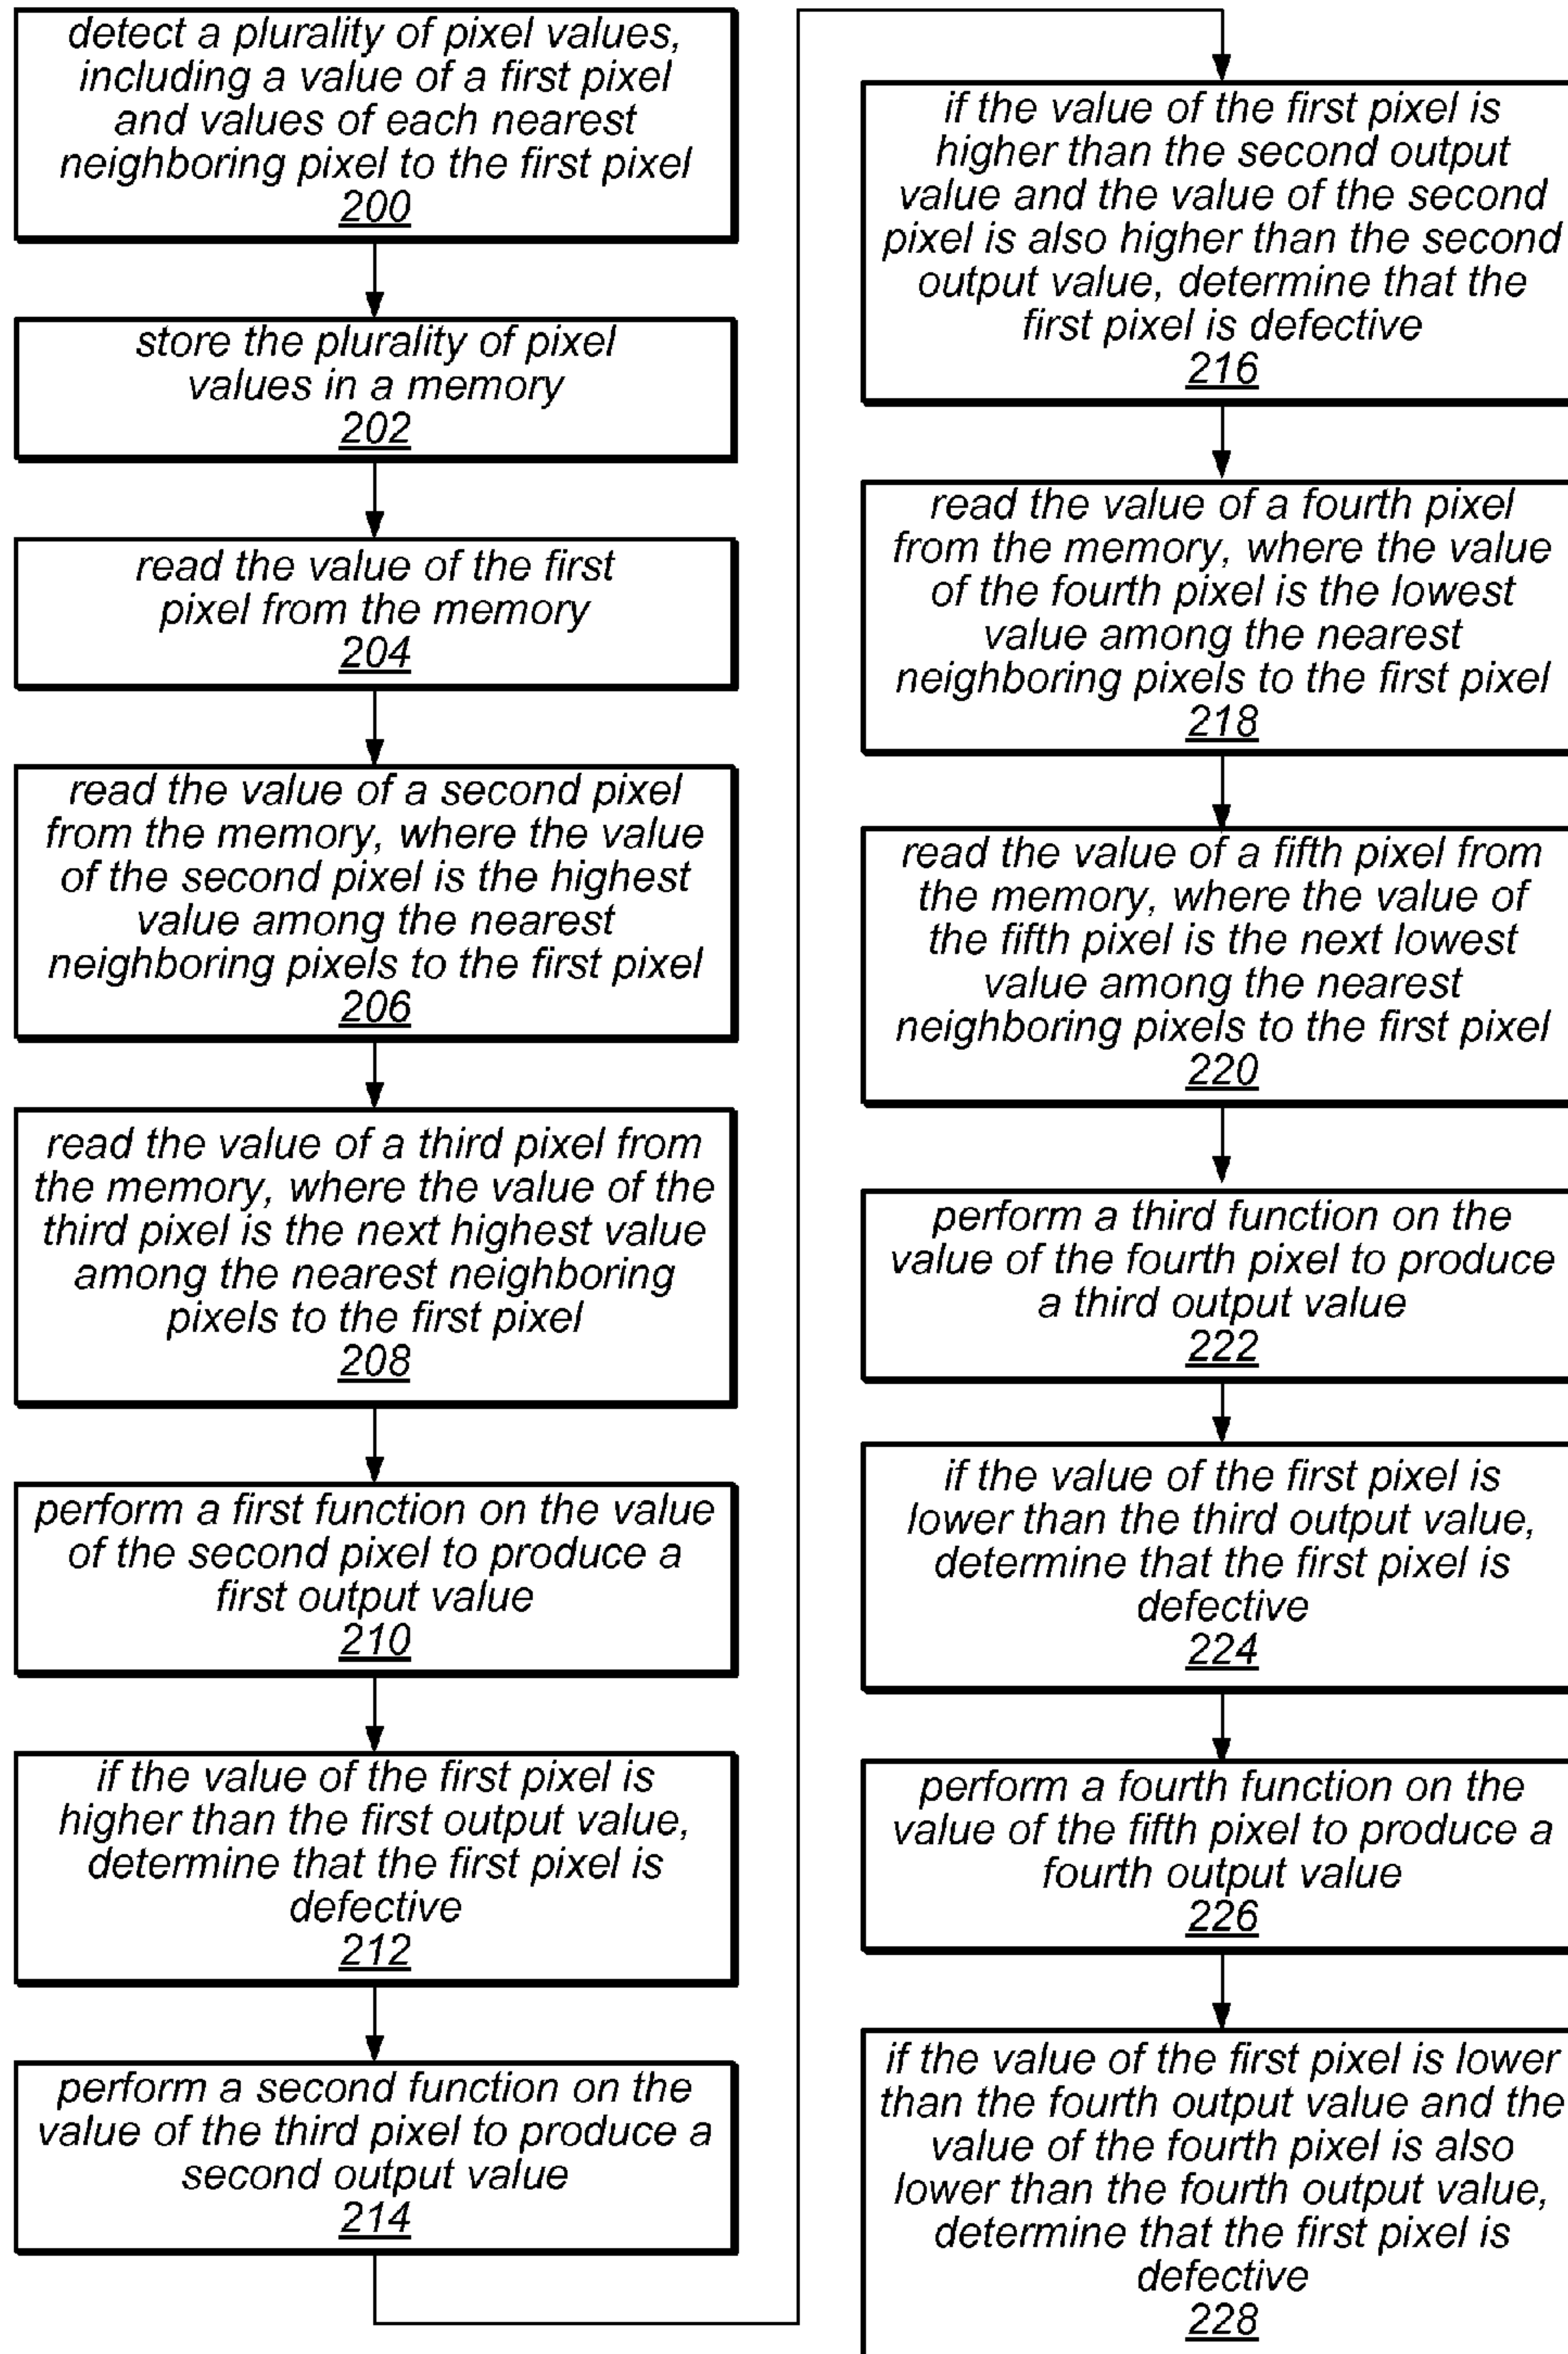 detect a plurality of pixel values,
including a value of a first pixel
and values of each nearest
neighboring pixel to the first pixel
200
store the plurality of pixel
values in a memory
202
read the value of the first
pixel from the memory
204
read the value of a second pixel
from the memory, where the value
of the second pixel is the highest
value among the nearest
neighboring pixels to the first pixel
206
read the value of a third pixel from
the memory, where the value of the
third pixel is the next highest value
among the nearest neighboring
pixels to the first pixel
208
perform a first function on the value
of the second pixel to produce a
first output value
210
if the value of the first pixel is
higher than the first output value,
determine that the first pixel is
defective
212
perform a second function on the
value of the third pixel to produce a
second output value
214
if the value of the first pixel is
higher than the second output
value and the value of the second
pixel is also higher than the second
output value, determine that the
first pixel is defective
216
read the value of a fourth pixel
from the memory, where the value
of the fourth pixel is the lowest
value among the nearest
neighboring pixels to the first pixel
218
read the value of a fifth pixel from
the memory, where the value of
the fifth pixel is the next lowest
value among the nearest
neighboring pixels to the first pixel
220
perform a third function on the
value of the fourth pixel to produce
a third output value
222
if the value of the first pixel is
lower than the third output value,
determine that the first pixel is
defective
224
perform a fourth function on the
value of the fifth pixel to produce a
fourth output value
226
if the value of the first pixel is lower
than the fourth output value and the
value of the fourth pixel is also
lower than the fourth output value,
determine that the first pixel is
defective
228